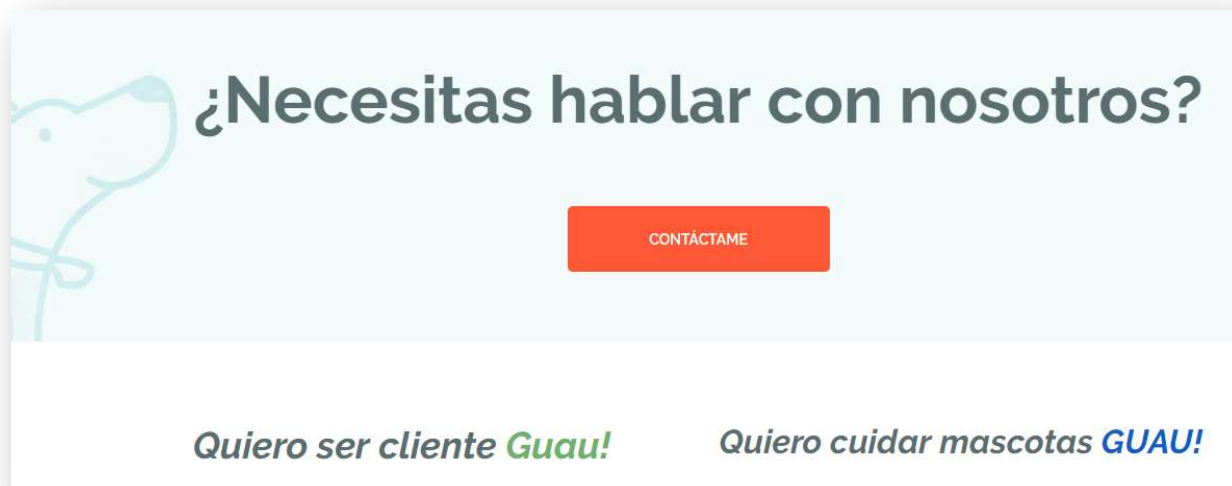 ¿Necesitas hablar con nosotros?
CONTÁCTAME
Quiero ser cliente Guau!
Quiero cuidar mascotas GUAU!